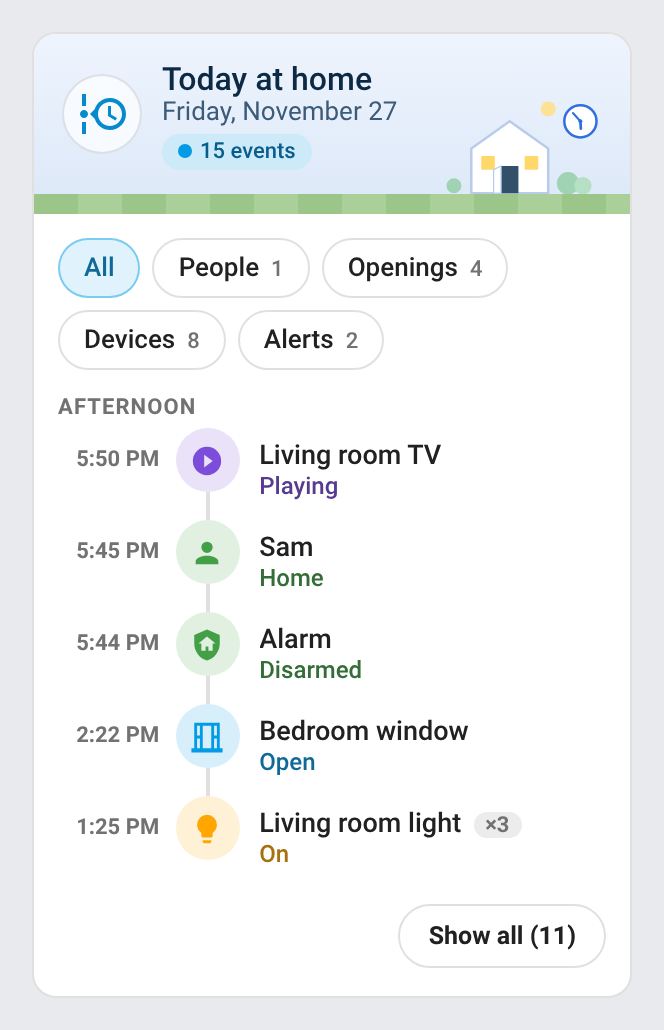 Today at home
Friday, November 27
15 events
All
People 1
Openings 4
Devices 8
Alerts 2
AFTERNOON
5:50 PM
Living room TV
Playing
5:45 PM
Sam
Home
5:44 PM
Alarm
Disarmed
2:22 PM
Bedroom window
Open
1:25 PM
Living room light ×3
On
Show all (11)